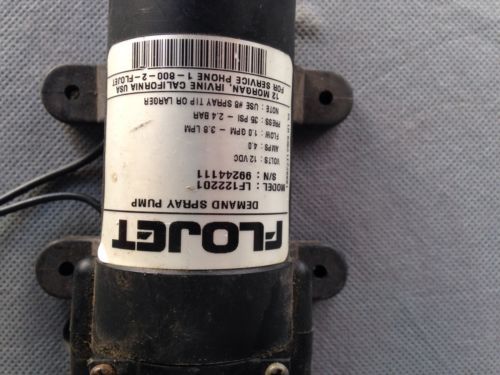 FLOJET
DEMAND SPRAY PUMP
MODEL: LF122201
S/N : 99244111
VOLTS : 12 VDC
AMPS : 4.0
FLOW : 1.0 GPM - 3.8 LPM
PRESS : 35 PSI - 2.4 BAR
NOTE : USE #8 SPRAY TIP OR LARGER
12 MORGAN, IRVINE CALIFORNIA USA
FOR SERVICE PHONE 1-800-2-FLOJET